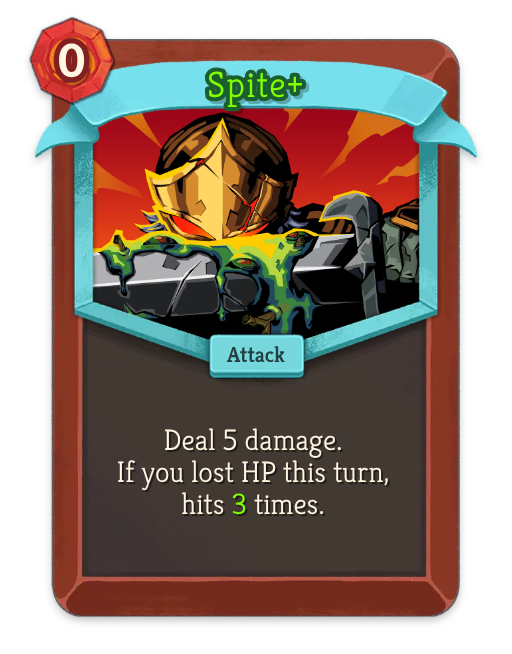 0
Spite+
Attack
Deal 5 damage.
If you lost HP this turn,
hits 3 times.